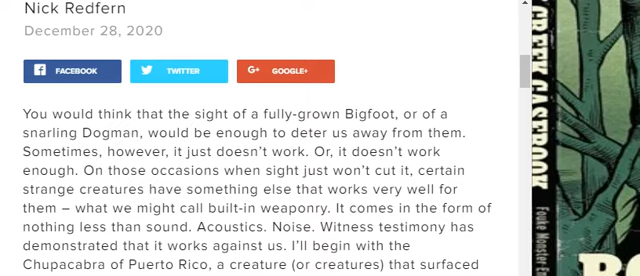 Nick Redfern
December 28, 2020
FACEBOOK
TWITTER
G+ GOOGLE+
You would think that the sight of a fully-grown Bigfoot, or of a
snarling Dogman, would be enough to deter us away from them.
Sometimes, however, it just doesn't work. Or, it doesn't work
enough. On those occasions when sight just won't cut it, certain
strange creatures have something else that works very well for
them – what we might call built-in weaponry. It comes in the form of
nothing less than sound. Acoustics. Noise. Witness testimony has
demonstrated that it works against us. I'll begin with the
Chupacabra of Puerto Rico, a creature (or creatures) that surfaced
CREEK CASEBOOK
Fouke Monster